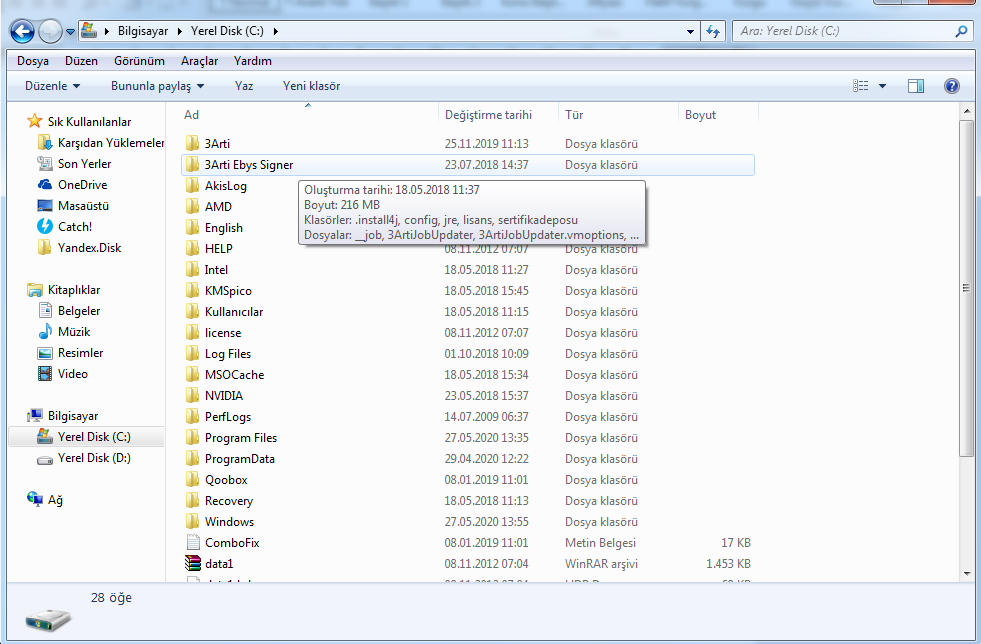 Bilgisayar Yerel Disk (C:) Ara: Yerel Disk (C:)
Dosya Düzen Görünüm Araçlar Yardım
Düzenle Bununla paylaş Yaz Yeni klasör
Sık Kullanılanlar
Karşıdan Yüklemeler
Son Yerler
OneDrive
Masaüstü
Catch!
Yandex.Disk
Kitaplıklar
Belgeler
Müzik
Resimler
Video
Bilgisayar
Yerel Disk (C:)
Yerel Disk (D:)
Ağ
Ad Değiştirme tarihi Tür Boyut
3Arti 25.11.2019 11:13 Dosya klasörü
3Arti Ebys Signer 23.07.2018 14:37 Dosya klasörü
AkisLog
AMD
English
Oluşturma tarihi: 18.05.2018 11:37
Boyut: 216 MB
Klasörler: .install4j, config, jre, lisans, sertifikadeposu
Dosyalar: __job, 3ArtiJobUpdater, 3ArtiJobUpdater.vmoptions, ...
HELP 08.11.2012 07:07 Dosya klasörü
Intel 18.05.2018 11:27 Dosya klasörü
KMSpico 18.05.2018 15:45 Dosya klasörü
Kullanıcılar 18.05.2018 11:15 Dosya klasörü
license 08.11.2012 07:07 Dosya klasörü
Log Files 01.10.2018 10:09 Dosya klasörü
MSOCache 18.05.2018 15:34 Dosya klasörü
NVIDIA 23.05.2018 15:37 Dosya klasörü
PerfLogs 14.07.2009 06:37 Dosya klasörü
Program Files 27.05.2020 13:35 Dosya klasörü
ProgramData 29.04.2020 12:22 Dosya klasörü
Qoobox 08.01.2019 11:01 Dosya klasörü
Recovery 18.05.2018 11:13 Dosya klasörü
Windows 27.05.2020 13:55 Dosya klasörü
ComboFix 08.01.2019 11:01 Metin Belgesi 17 KB
data1 08.11.2012 07:04 WinRAR arşivi 1.453 KB
28 öğe